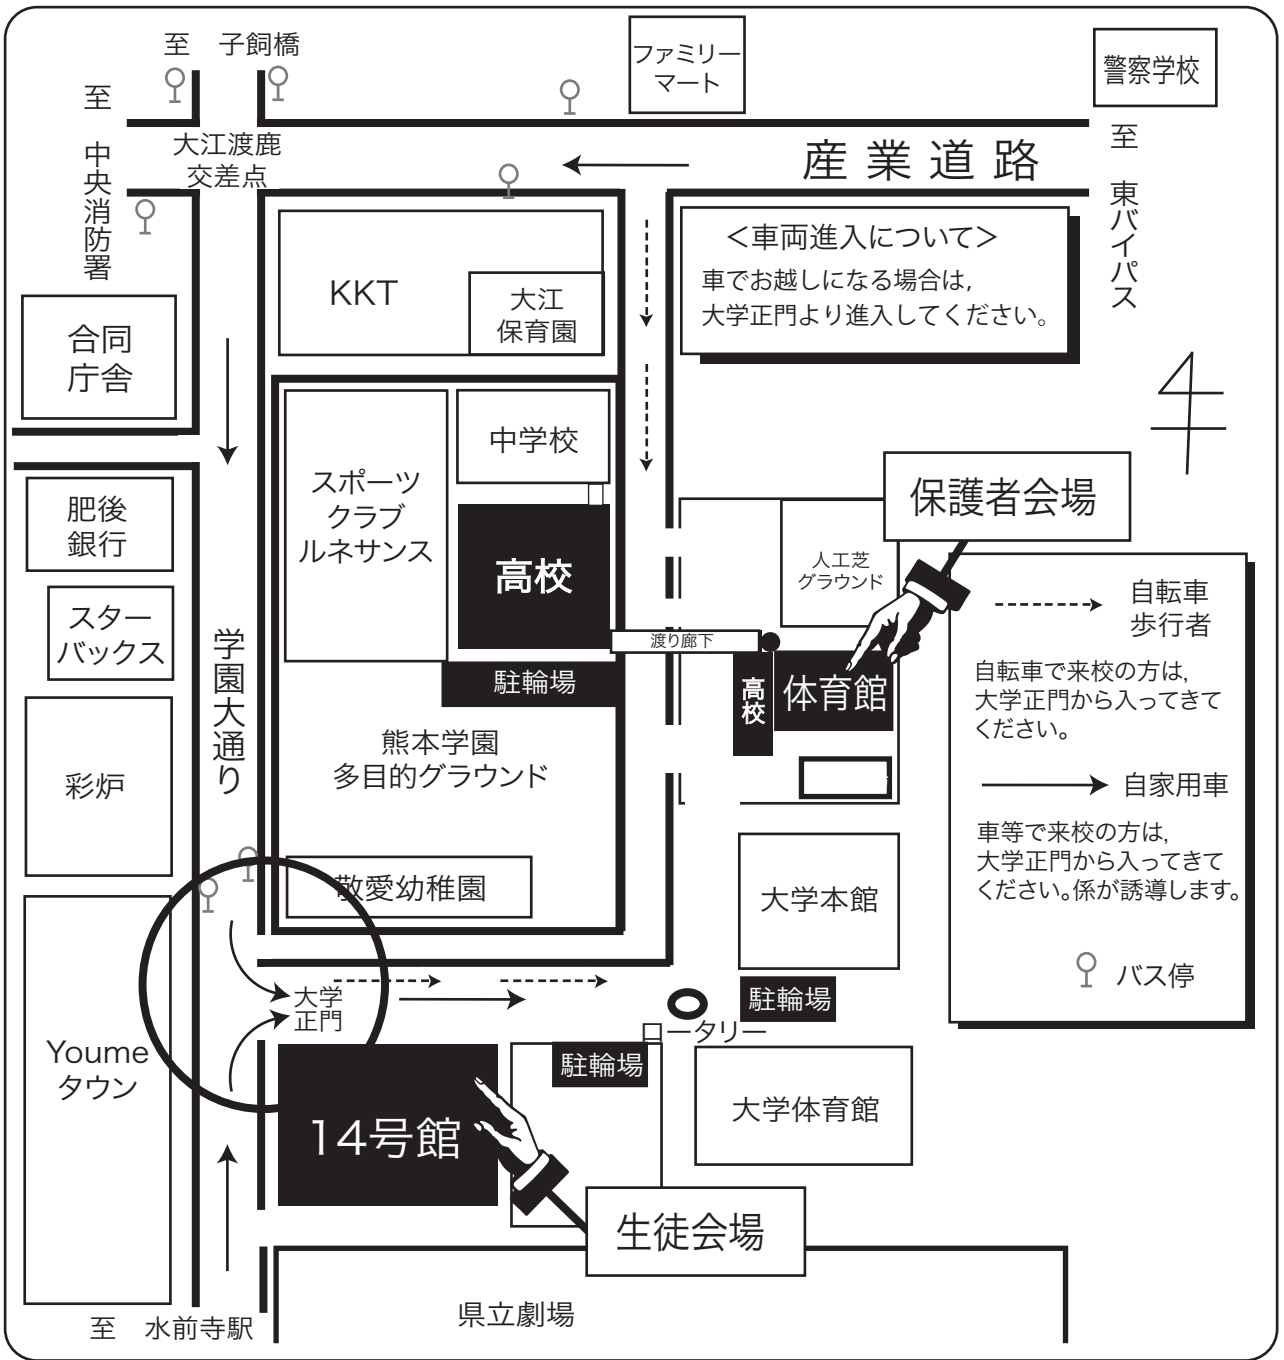 至 子飼橋
ファミリー
マート
警察学校
至 中央消防署
大江渡鹿
交差点
産業道路
至 東バイパス
KKT
大江
保育園
＜車両進入について＞
車でお越しになる場合は,
大学正門より進入してください。
合同
庁舎
スポーツ
クラブ
ルネサンス
中学校
高校
肥後
銀行
スター
バックス
学園大通り
保護者会場
人工芝
グラウンド
渡り廊下
高校
体育館
駐輪場
熊本学園
多目的グラウンド
彩炉
自転車
歩行者
自転車で来校の方は,
大学正門から入ってきて
ください。
自家用車
車等で来校の方は,
大学正門から入ってきて
ください。係が誘導します。
バス停
敬愛幼稚園
大学本館
駐輪場
大学
正門
ロータリー
駐輪場
Youme
タウン
14号館
大学体育館
生徒会場
至 水前寺駅
県立劇場